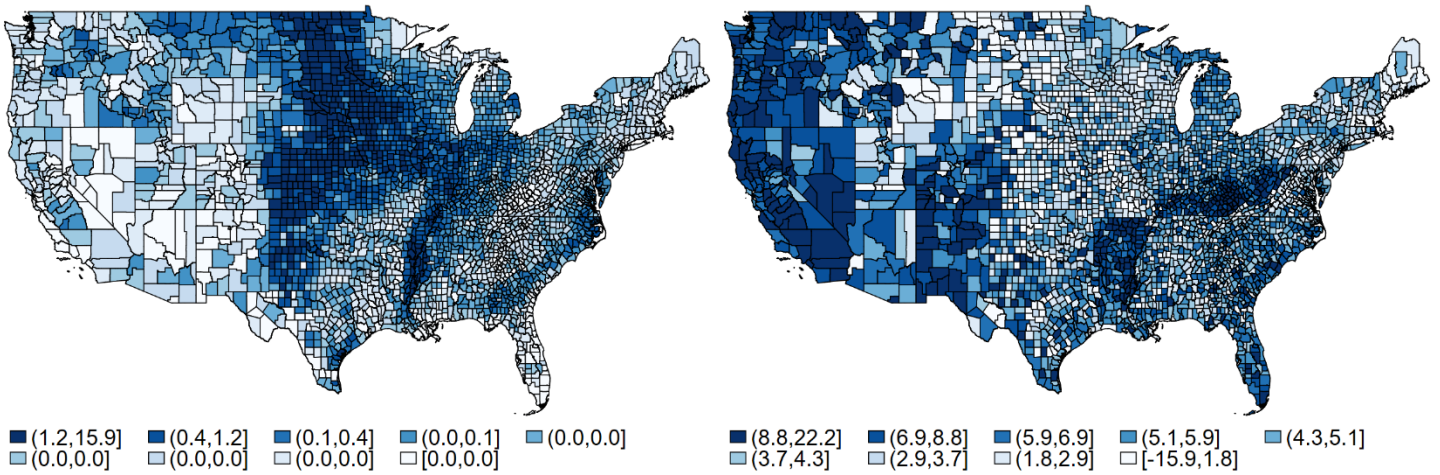 (1.2,15.9] (0.4,1.2] (0.1,0.4] (0.0,0.1] (0.0,0.0]
(0.0,0.0] (0.0,0.0] (0.0,0.0] [0.0,0.0]
(8.8,22.2] (6.9,8.8] (5.9,6.9] (5.1,5.9] (4.3,5.1]
(3.7,4.3] (2.9,3.7] (1.8,2.9] [-15.9,1.8]